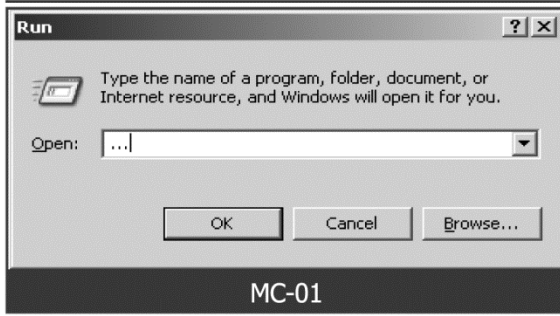 Run
Type the name of a program, folder, document, or
Internet resource, and Windows will open it for you.
Open: ...
OK Cancel Browse...
MC-01